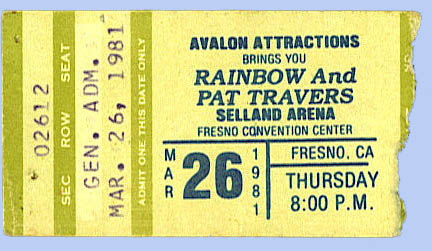 02612
SEC ROW SEAT
GEN. ADM.
MAR. 26, 1981
ADMIT ONE THIS DATE ONLY
AVALON ATTRACTIONS
BRINGS YOU
RAINBOW And
PAT TRAVERS
SELLAND ARENA
FRESNO CONVENTION CENTER
MAR 26 1981
FRESNO, CA
THURSDAY
8:00 P.M.